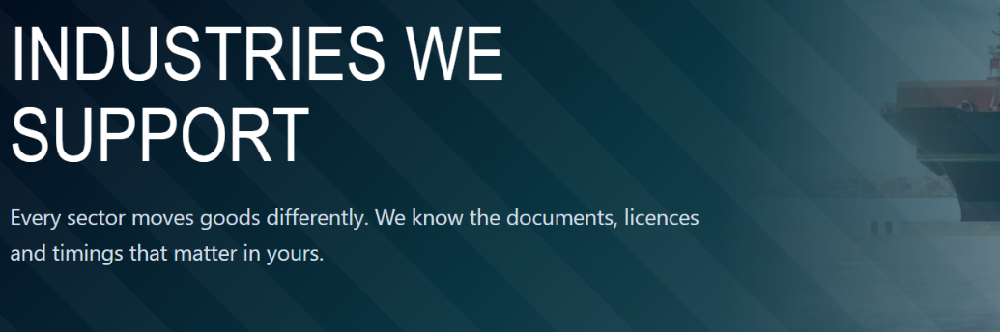 INDUSTRIES WE
SUPPORT
Every sector moves goods differently. We know the documents, licences
and timings that matter in yours.